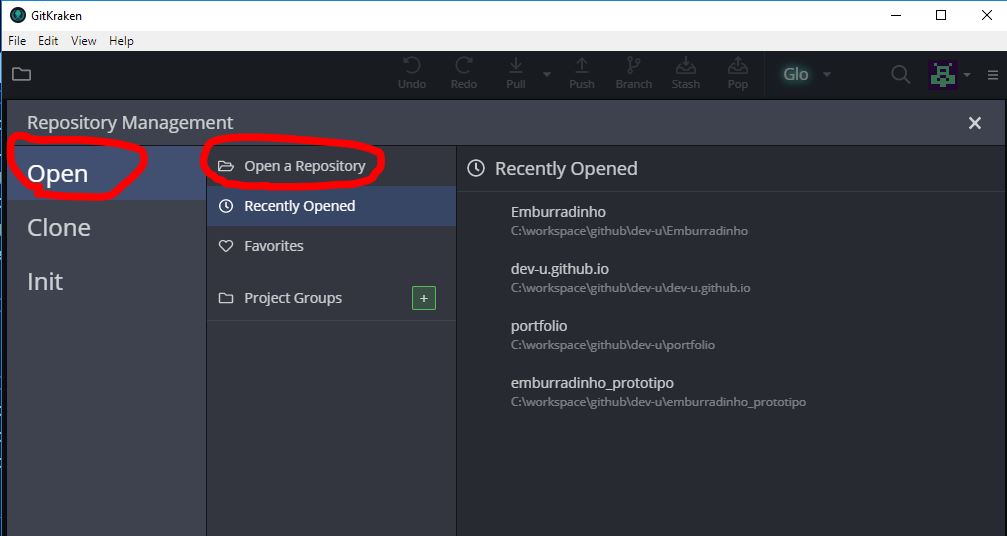 GitKraken
File Edit View Help
Undo Redo Pull Push Branch Stash Pop Glo
Repository Management
Open
Clone
Init
Open a Repository
Recently Opened
Favorites
Project Groups
Recently Opened
Emburradinho
C:\workspace\github\dev-u\Emburradinho
dev-u.github.io
C:\workspace\github\dev-u\dev-u.github.io
portfolio
C:\workspace\github\dev-u\portfolio
emburradinho_prototipo
C:\workspace\github\dev-u\emburradinho_prototipo